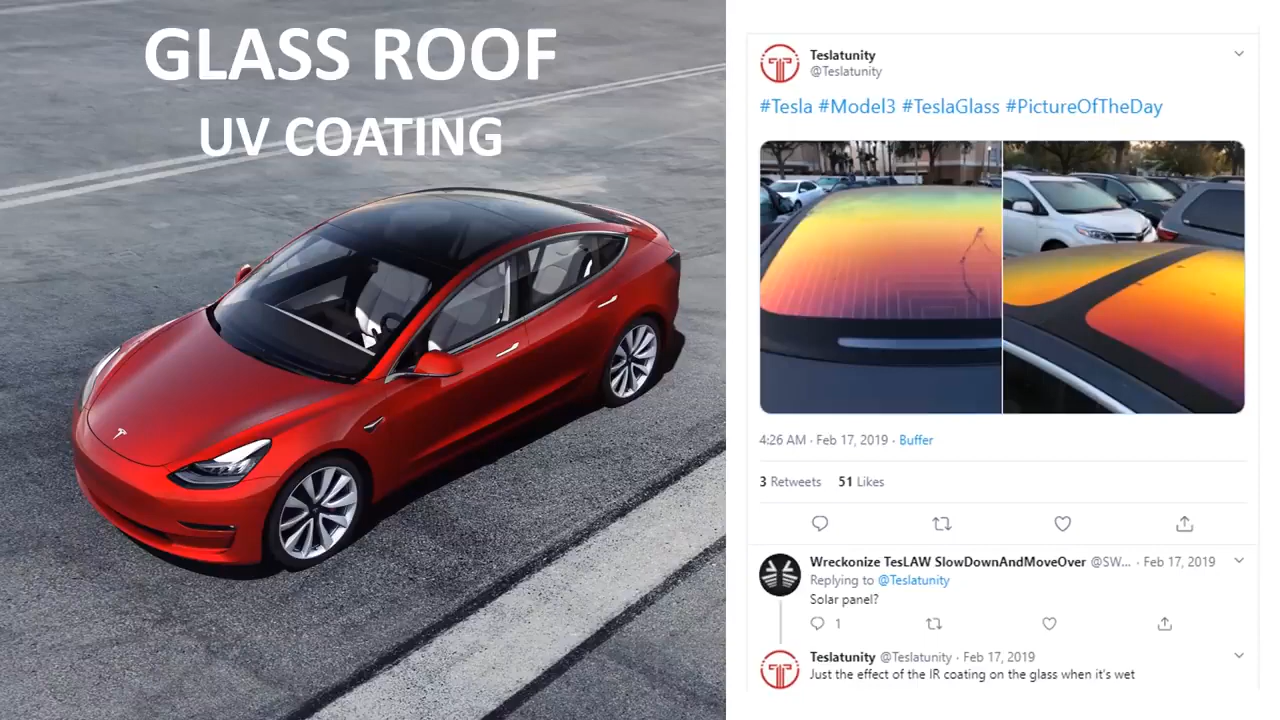 GLASS ROOF
UV COATING
Teslatunity
@Teslatunity
#Tesla #Model3 #TeslaGlass #PictureOfTheDay
4:26 AM · Feb 17, 2019 · Buffer
3 Retweets 51 Likes
Wreckonize TesLAW SlowDownAndMoveOver @SW... · Feb 17, 2019
Replying to @Teslatunity
Solar panel?
1
Teslatunity @Teslatunity · Feb 17, 2019
Just the effect of the IR coating on the glass when it's wet